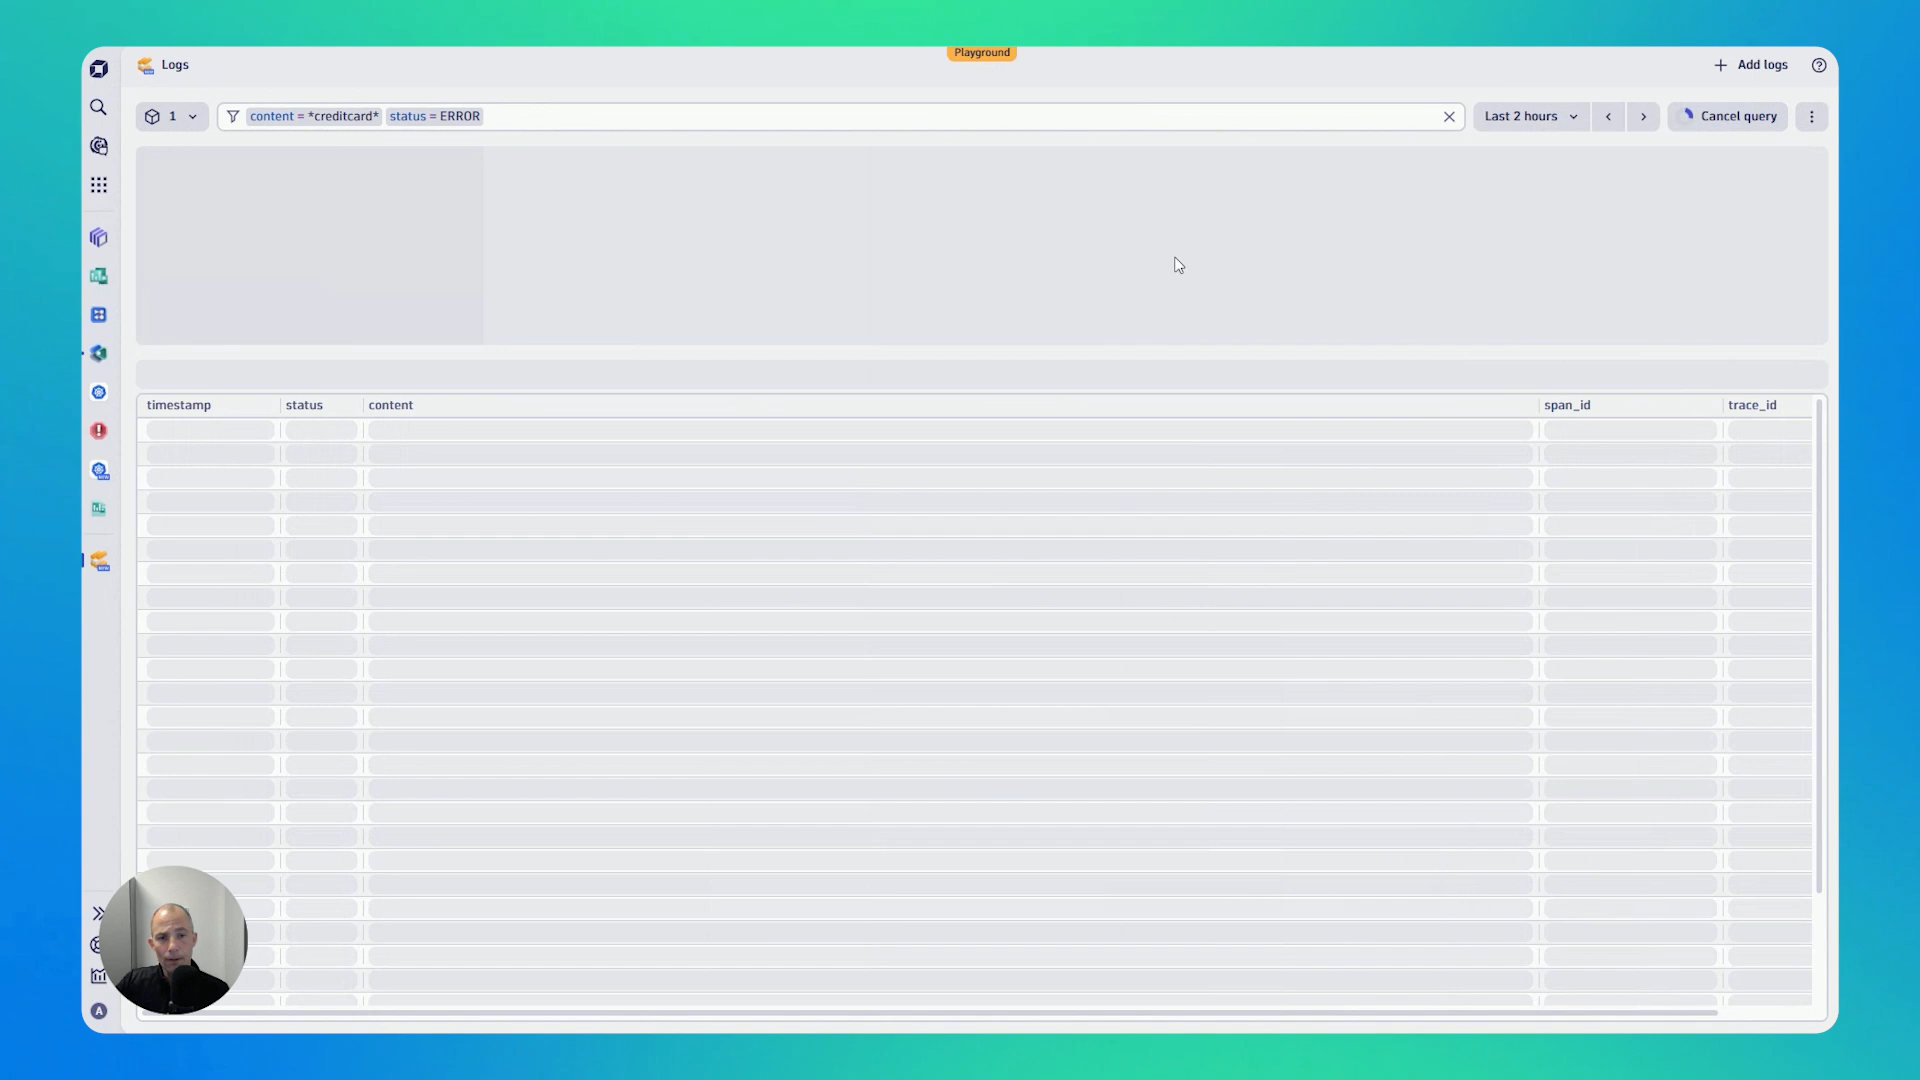 Playground
Logs
Add logs
1
content = *creditcard* status = ERROR
Last 2 hours
Cancel query
timestamp
status
content
span_id
trace_id
A